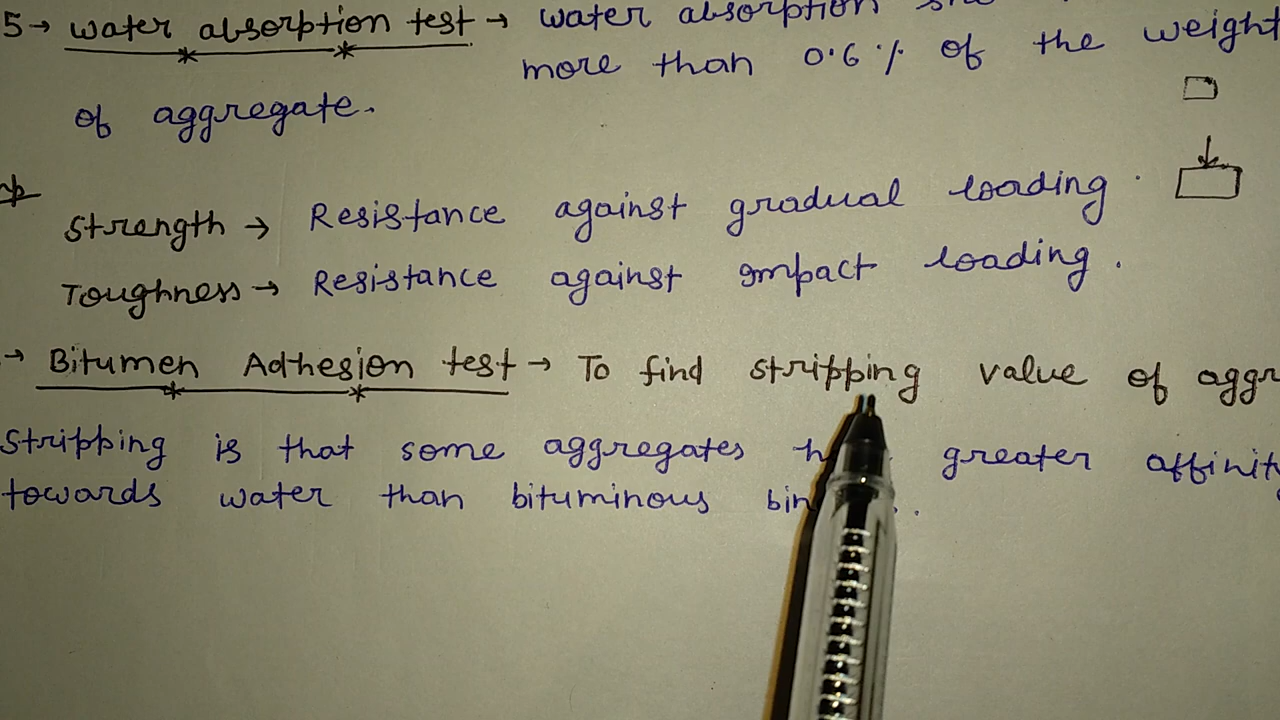 5→ water absorption test → water absorption
more than 0.6 % of the weight
of aggregate.
Strength → Resistance against gradual loading.
Toughness → Resistance against impact loading.
→ Bitumen Adhesion test → To find stripping value of aggr
Stripping is that some aggregates greater affinity
towards water than bituminous